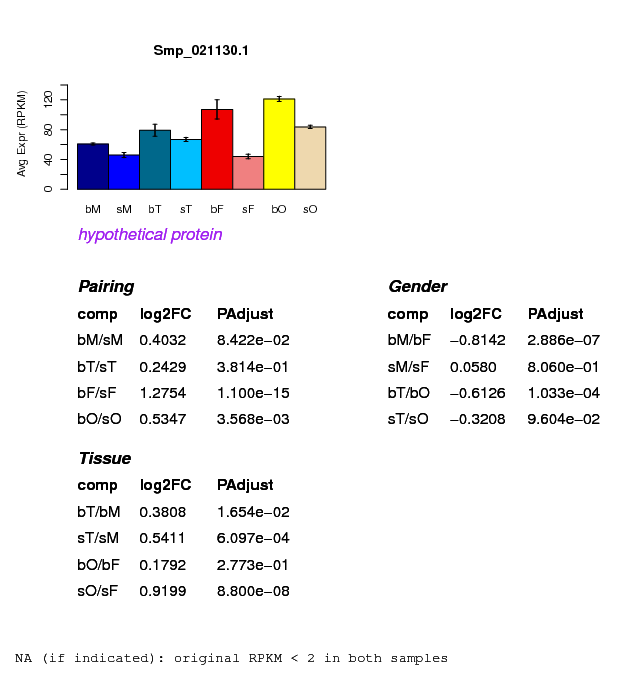 Smp_021130.1
Avg Expr (RPKM)
0 40 80 120
bM sM bT sT bF sF bO sO
hypothetical protein
Pairing
comp log2FC PAdjust
bM/sM 0.4032 8.422e−02
bT/sT 0.2429 3.814e−01
bF/sF 1.2754 1.100e−15
bO/sO 0.5347 3.568e−03
Gender
comp log2FC PAdjust
bM/bF −0.8142 2.886e−07
sM/sF 0.0580 8.060e−01
bT/bO −0.6126 1.033e−04
sT/sO −0.3208 9.604e−02
Tissue
comp log2FC PAdjust
bT/bM 0.3808 1.654e−02
sT/sM 0.5411 6.097e−04
bO/bF 0.1792 2.773e−01
sO/sF 0.9199 8.800e−08
NA (if indicated): original RPKM < 2 in both samples